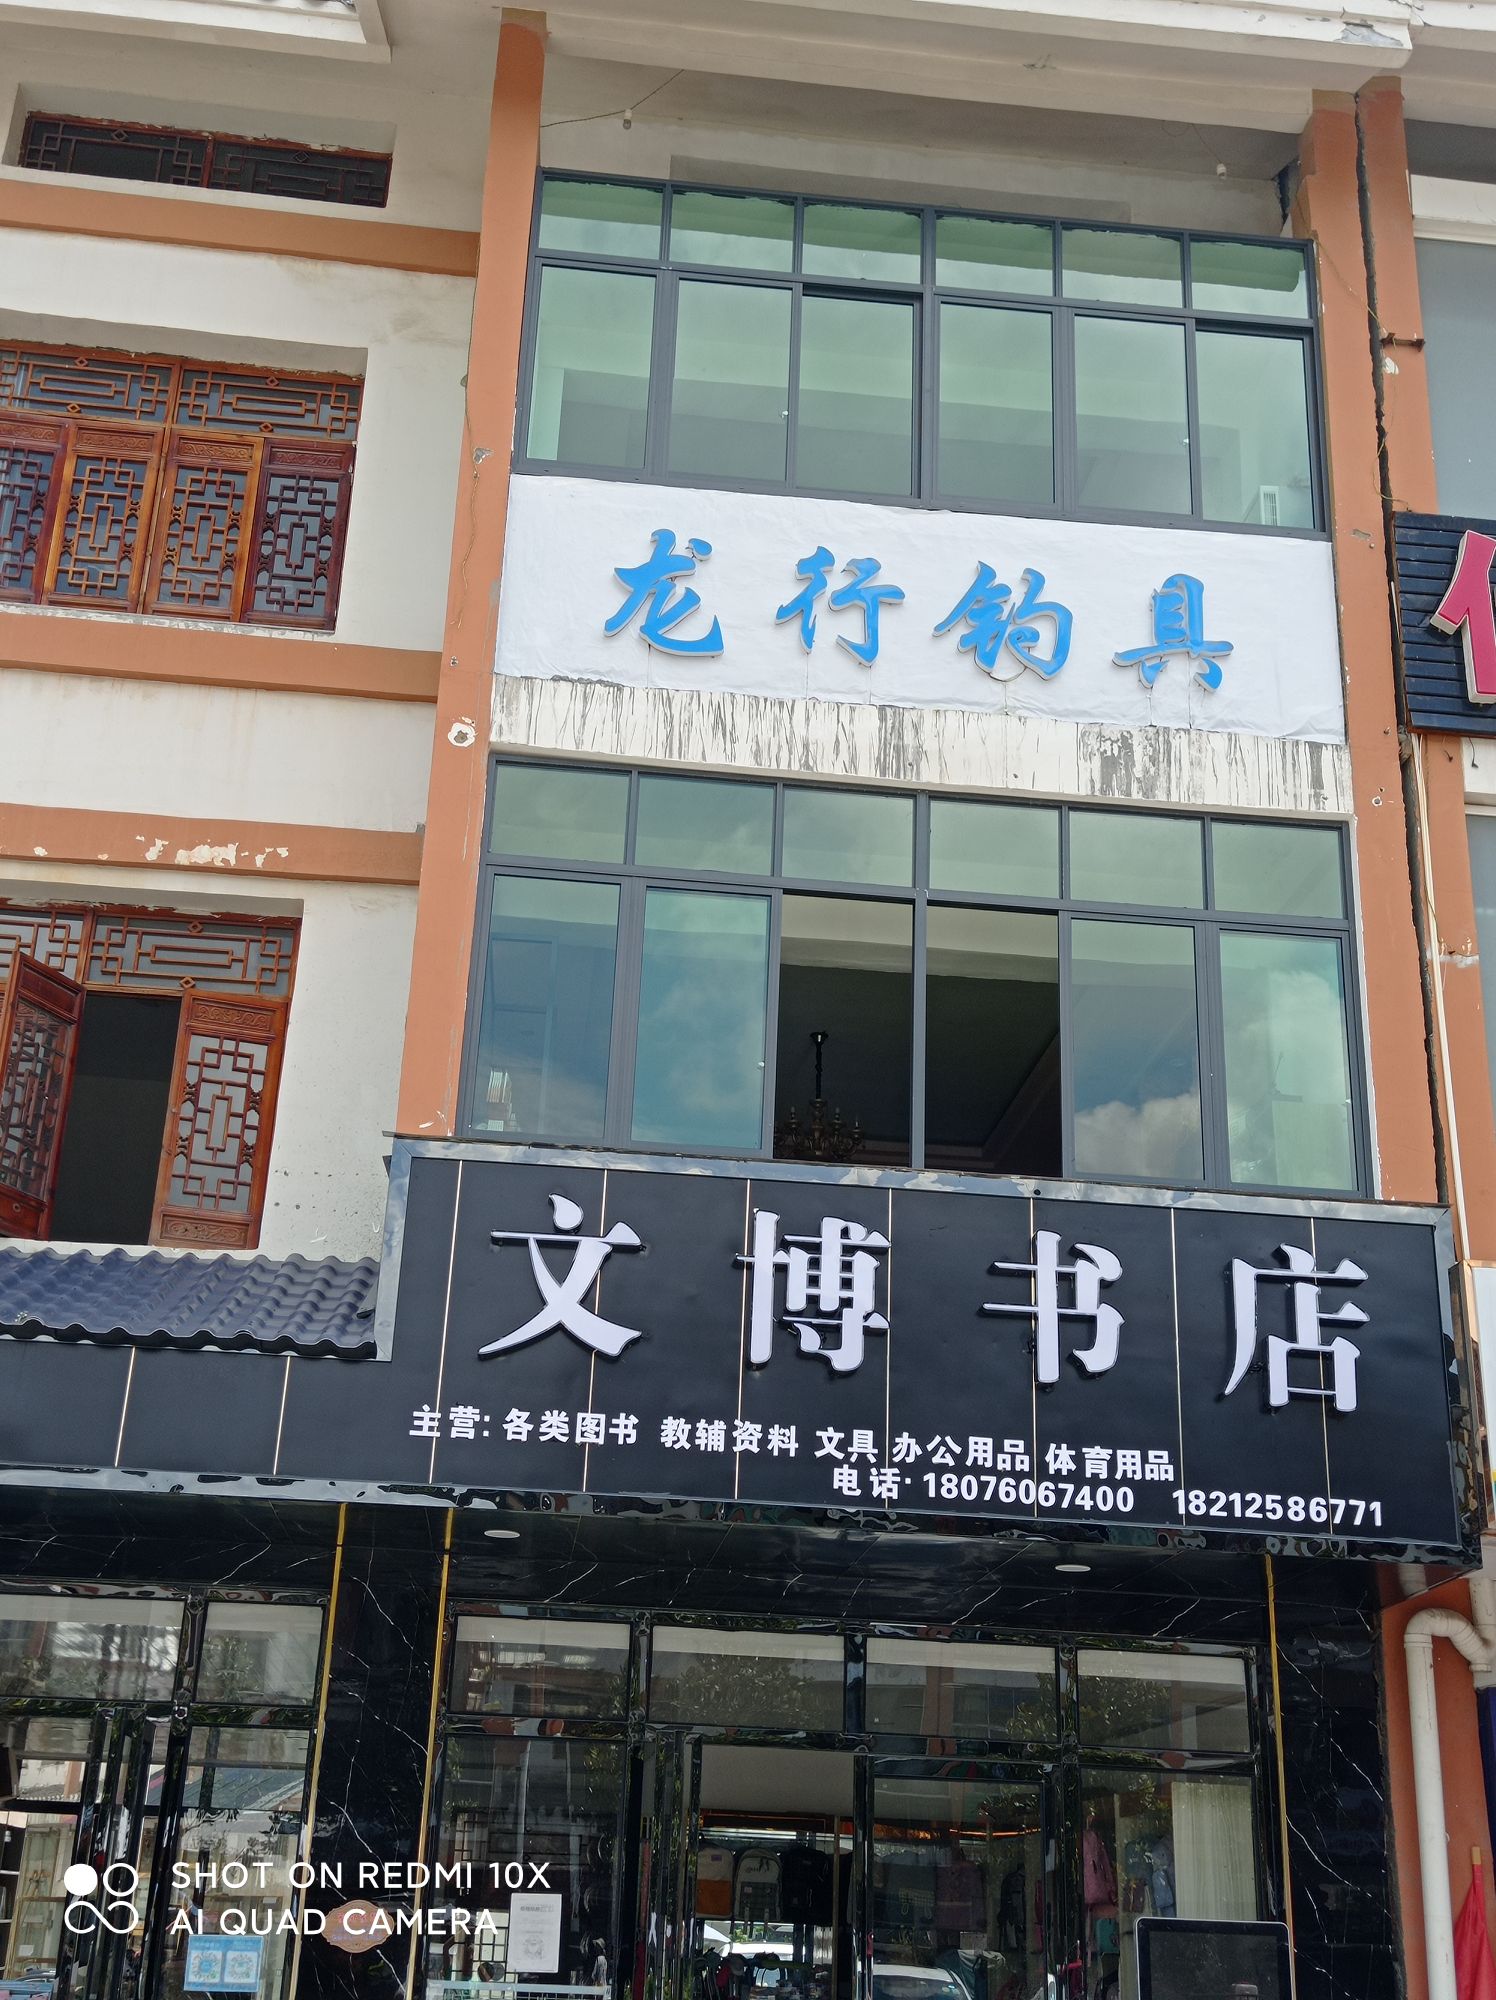 龙行钓具
文博书店
主营：各类图书 教辅资料 文具 办公用品 体育用品
电话：18076067400 18212586771
SHOT ON REDMI 10X
AI QUAD CAMERA